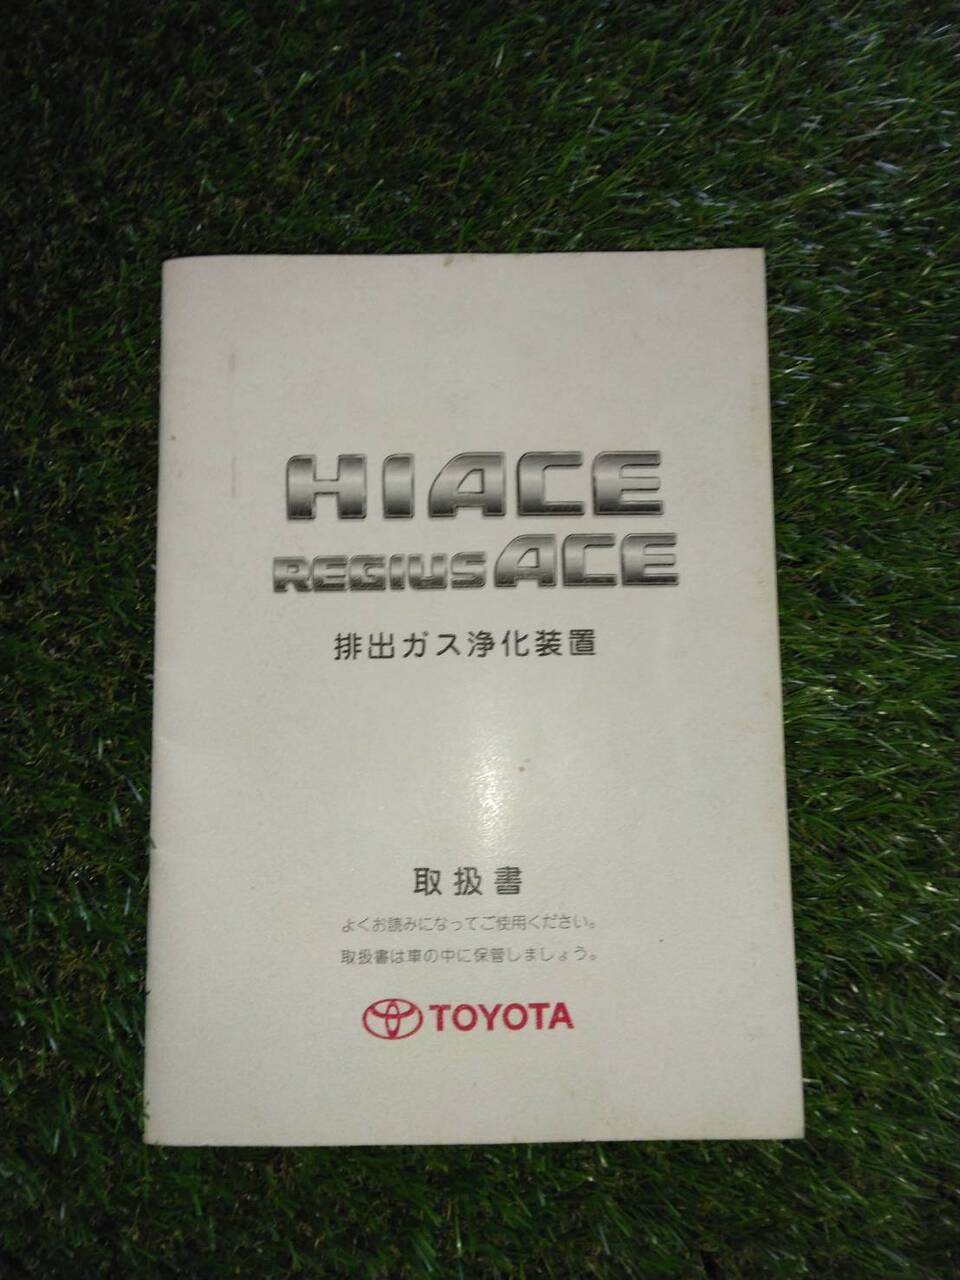 HIACE
REGIUSACE
排出ガス浄化装置
取扱書
よくお読みになってご使用ください。
取扱書は車の中に保管しましょう。
TOYOTA